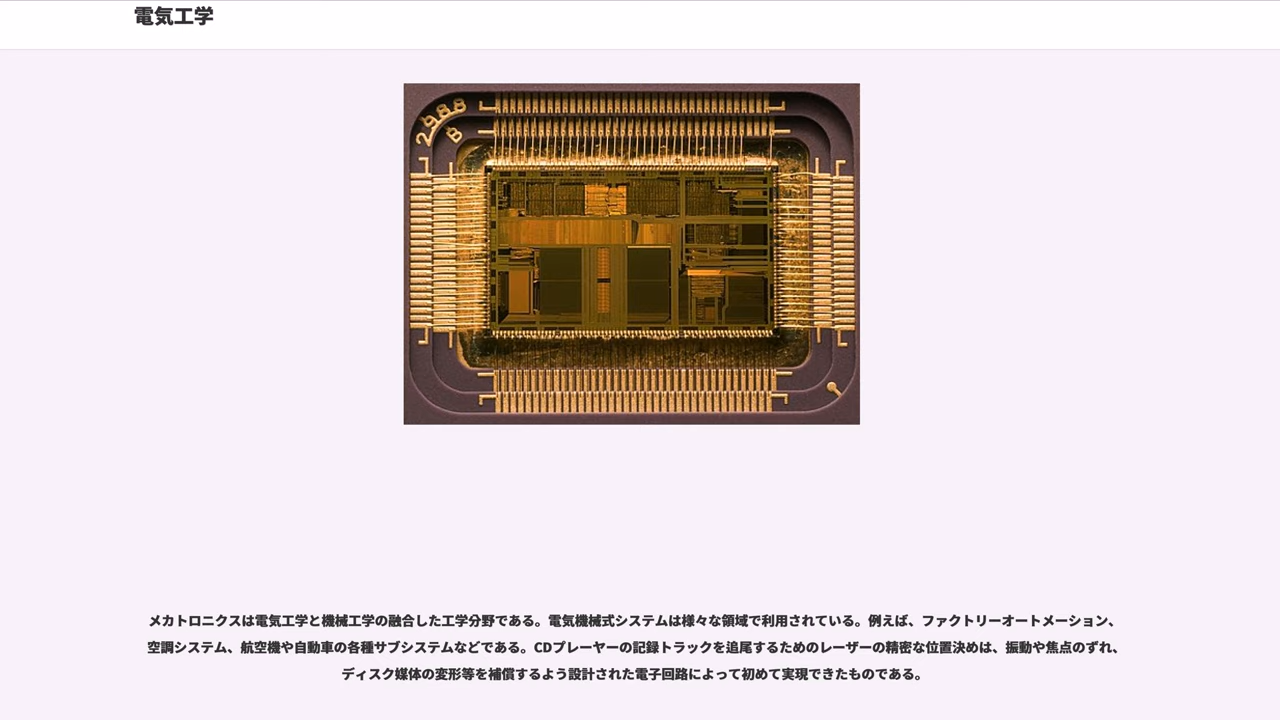 電気工学
2988
B
メカトロニクスは電気工学と機械工学の融合した工学分野である。電気機械式システムは様々な領域で利用されている。例えば、ファクトリーオートメーション、
空調システム、航空機や自動車の各種サブシステムなどである。CDプレーヤーの記録トラックを追尾するためのレーザーの精密な位置決めは、振動や焦点のずれ、
ディスク媒体の変形等を補償するよう設計された電子回路によって初めて実現できたものである。